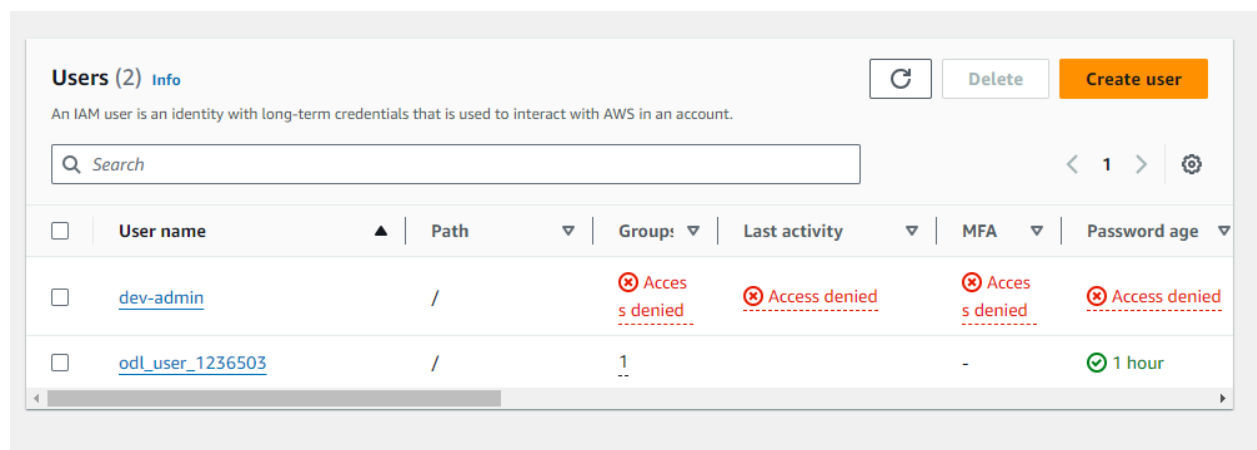 Users (2) Info
Delete
Create user
An IAM user is an identity with long-term credentials that is used to interact with AWS in an account.
Search
1
User name
Path
Groups
Last activity
MFA
Password age
dev-admin
/
Acces
s denied
Access denied
Acces
s denied
Access denied
odl_user_1236503
/
1
-
1 hour